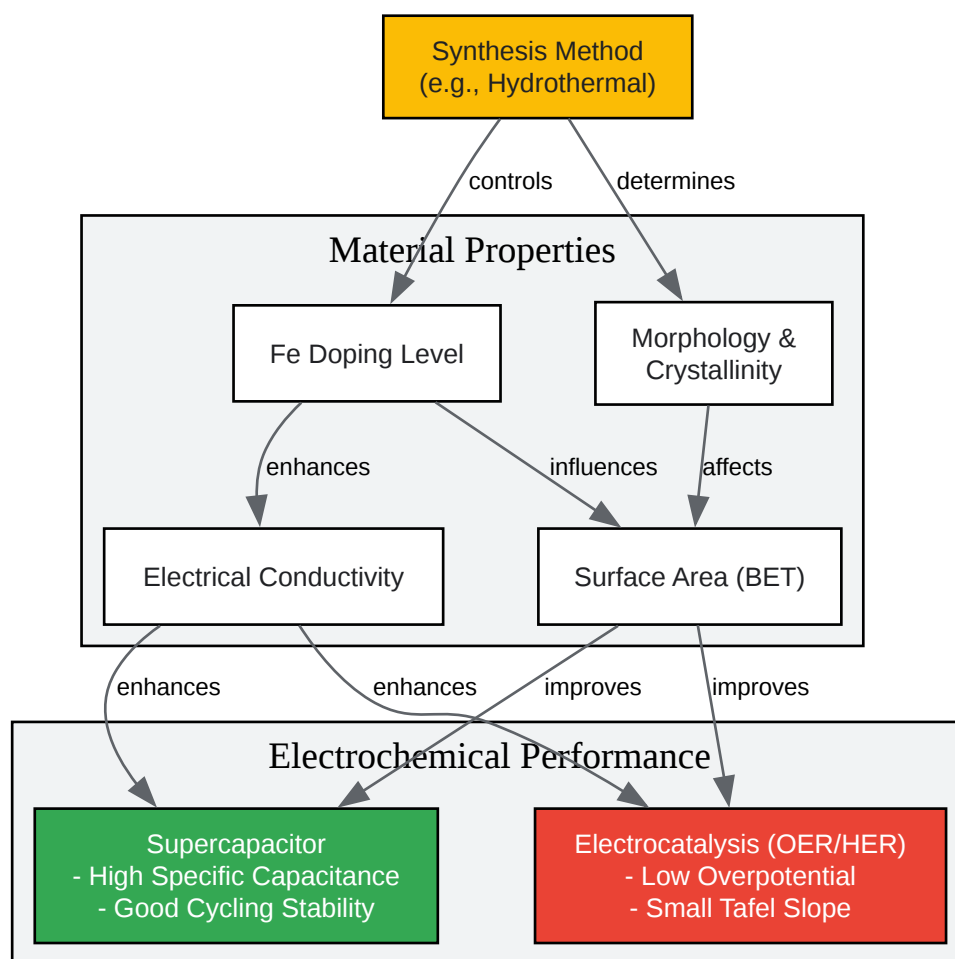 Synthesis Method
(e.g., Hydrothermal)
controls
determines
Material Properties
Fe Doping Level
Morphology &
Crystallinity
enhances
influences
affects
Electrical Conductivity
Surface Area (BET)
enhances
enhances
improves
improves
Electrochemical Performance
Supercapacitor
- High Specific Capacitance
- Good Cycling Stability
Electrocatalysis (OER/HER)
- Low Overpotential
- Small Tafel Slope